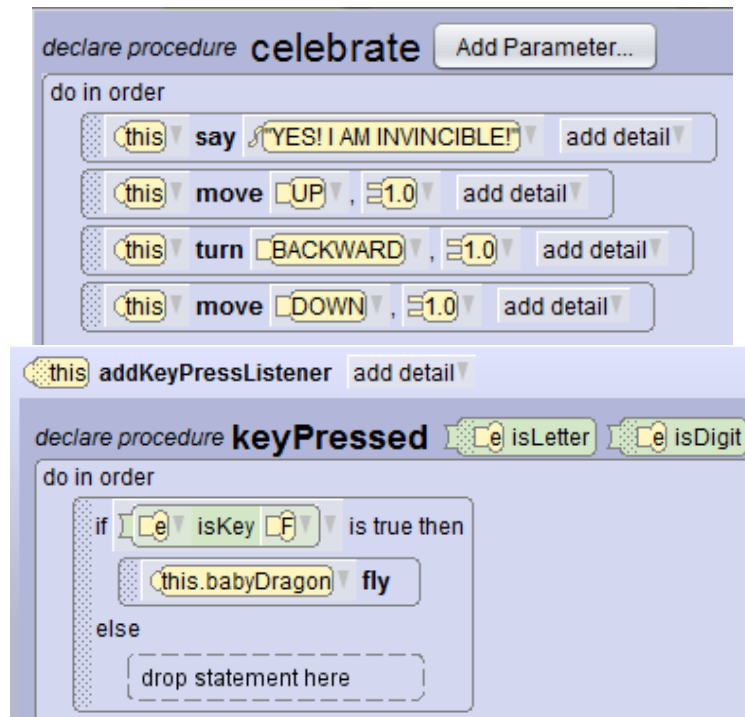 declare procedure celebrate Add Parameter...
do in order
this say "YES! I AM INVINCIBLE!" add detail
this move UP , 1.0 add detail
this turn BACKWARD , 1.0 add detail
this move DOWN , 1.0 add detail
this addKeyPressListener add detail
declare procedure keyPressed e isLetter e isDigit
do in order
if e isKey F is true then
this.babyDragon fly
else
drop statement here